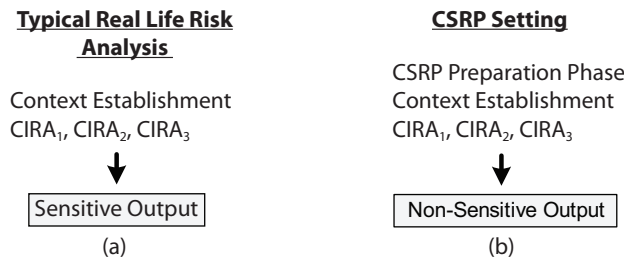 Typical Real Life Risk
Analysis
Context Establishment
CIRA₁, CIRA₂, CIRA₃
Sensitive Output
(a)
CSRP Setting
CSRP Preparation Phase
Context Establishment
CIRA₁, CIRA₂, CIRA₃
Non-Sensitive Output
(b)